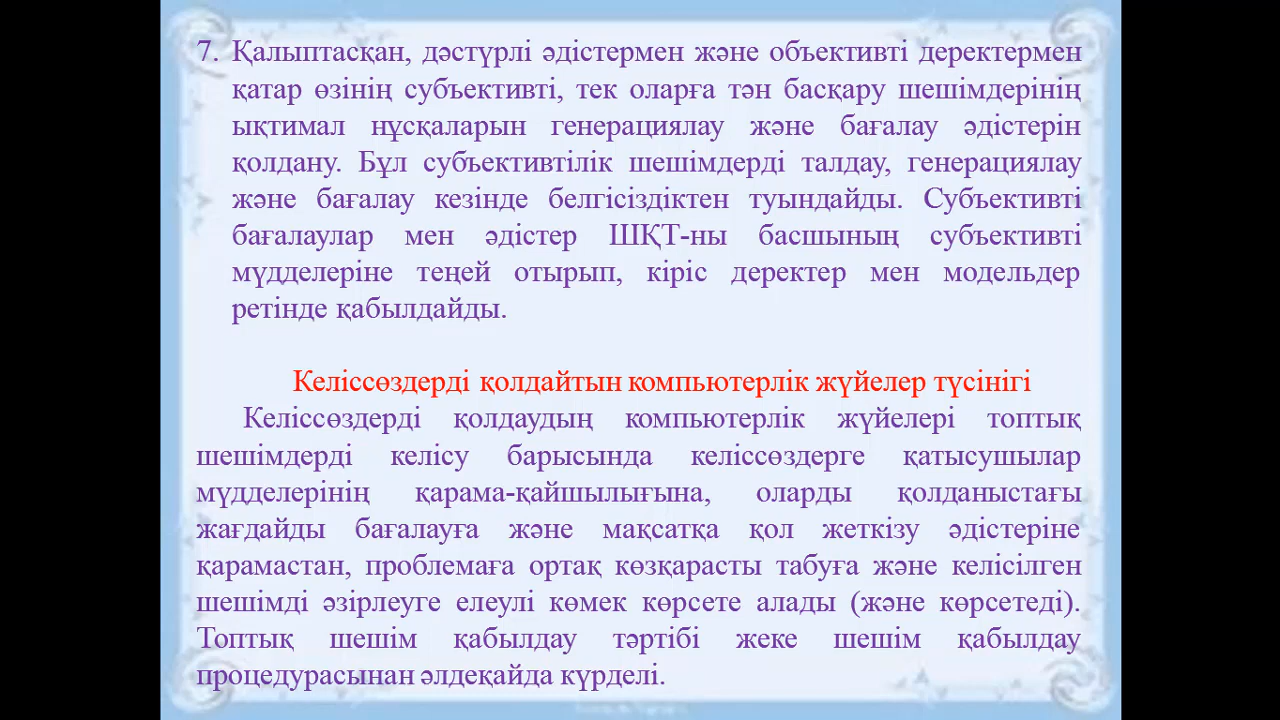 7. Қалыптасқан, дәстүрлі әдістермен және объективті деректермен
қатар өзінің субъективті, тек оларға тән басқару шешімдерінің
ықтимал нұсқаларын генерациялау және бағалау әдістерін
қолдану. Бұл субьективтілік шешімдерді талдау, генерациялау
және бағалау кезінде белгісіздіктен туындайды. Субъективті
бағалаулар мен әдістер ШҚТ-ны басшының субъективті
мүдделеріне теңей отырып, кіріс деректер мен модельдер
ретінде қабылдайды.
Келіссөздерді қолдайтын компьютерлік жүйелер түсінігі
Келіссөздерді қолдаудың компьютерлік жүйелері топтық
шешімдерді келісу барысында келіссөздерге қатысушылар
мүдделерінің қарама-қайшылығына, оларды қолданыстағы
жағдайды бағалауға және мақсатқа қол жеткізу әдістеріне
қарамастан, проблемаға ортақ көзқарасты табуға және келісілген
шешімді әзірлеуге елеулі көмек көрсете алады (және көрсетеді).
Топтық шешім қабылдау тәртібі жеке шешім қабылдау
процедурасынан әлдеқайда күрделі.